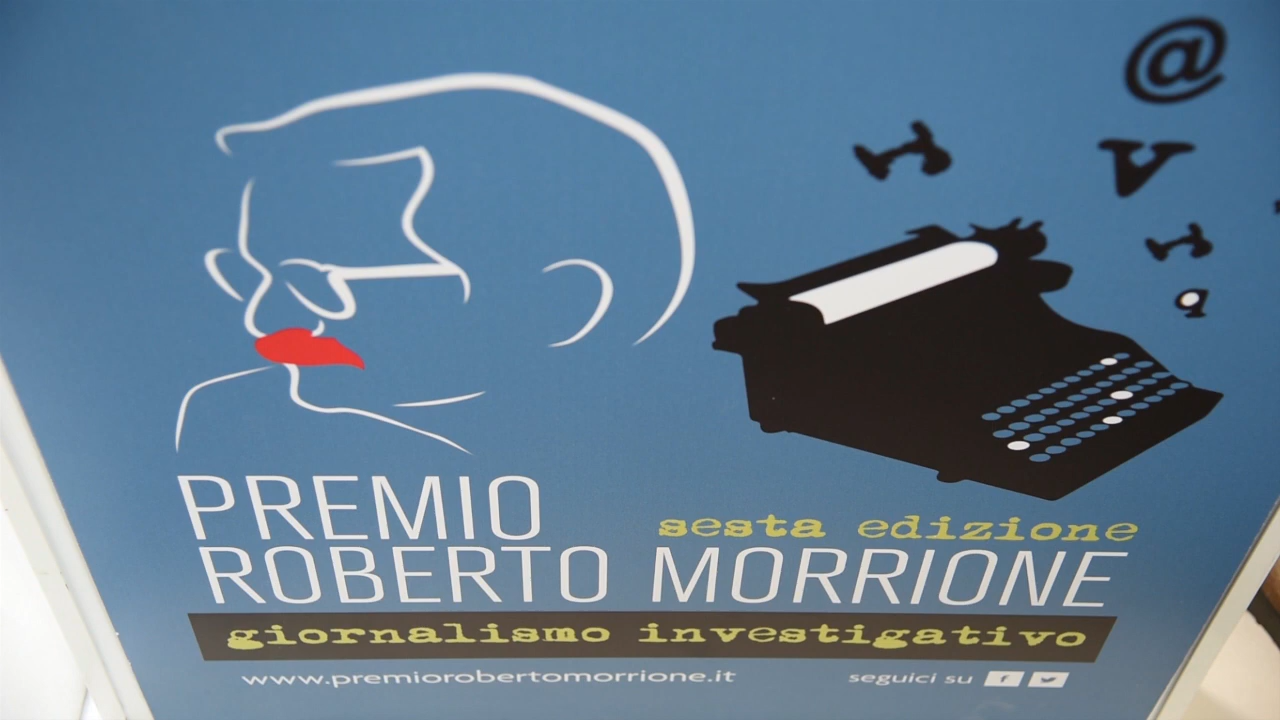 @
r
v
r
a
PREMIO
sesta edizione
ROBERTO MORRIONE
giornalismo investigativo
www.premiorobertomorrione.it
seguici su f